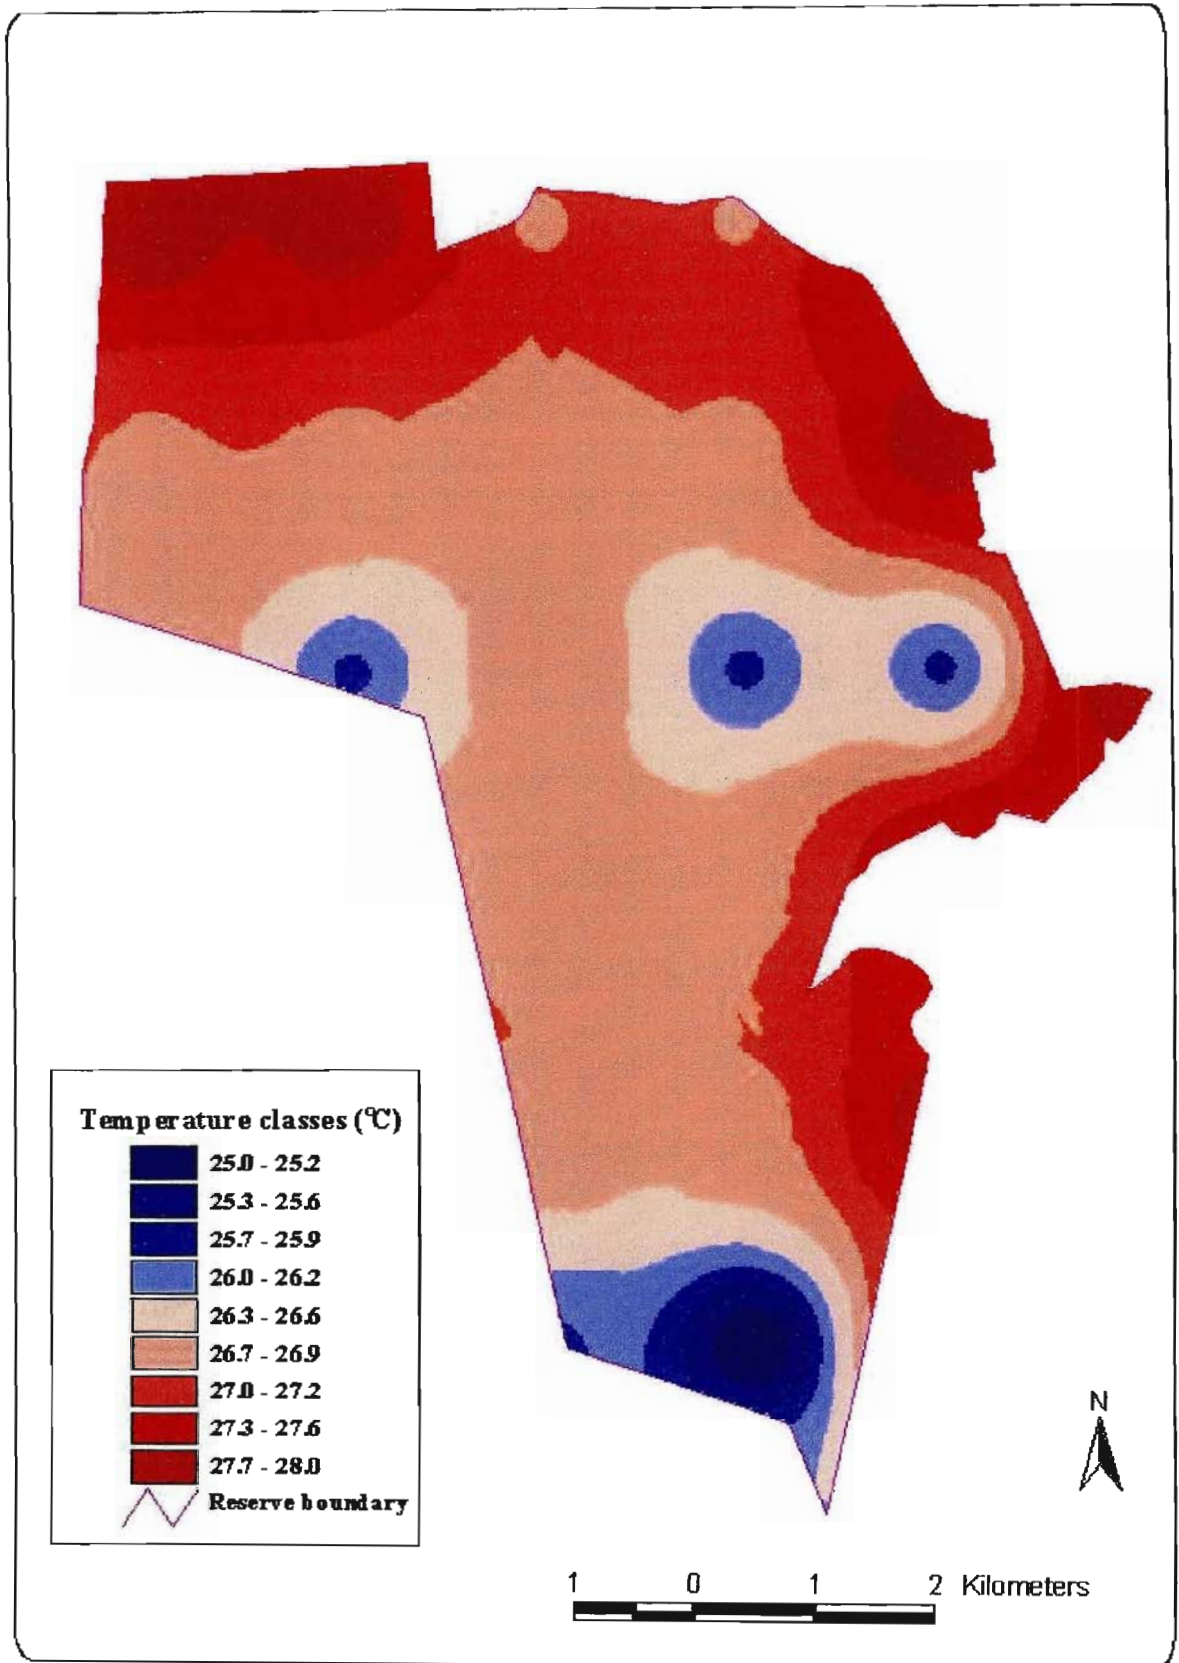 Temperature classes (°C)
25.0 - 25.2
25.3 - 25.6
25.7 - 25.9
26.0 - 26.2
26.3 - 26.6
26.7 - 26.9
27.0 - 27.2
27.3 - 27.6
27.7 - 28.0
Reserve boundary
N
1 0 1 2 Kilometers